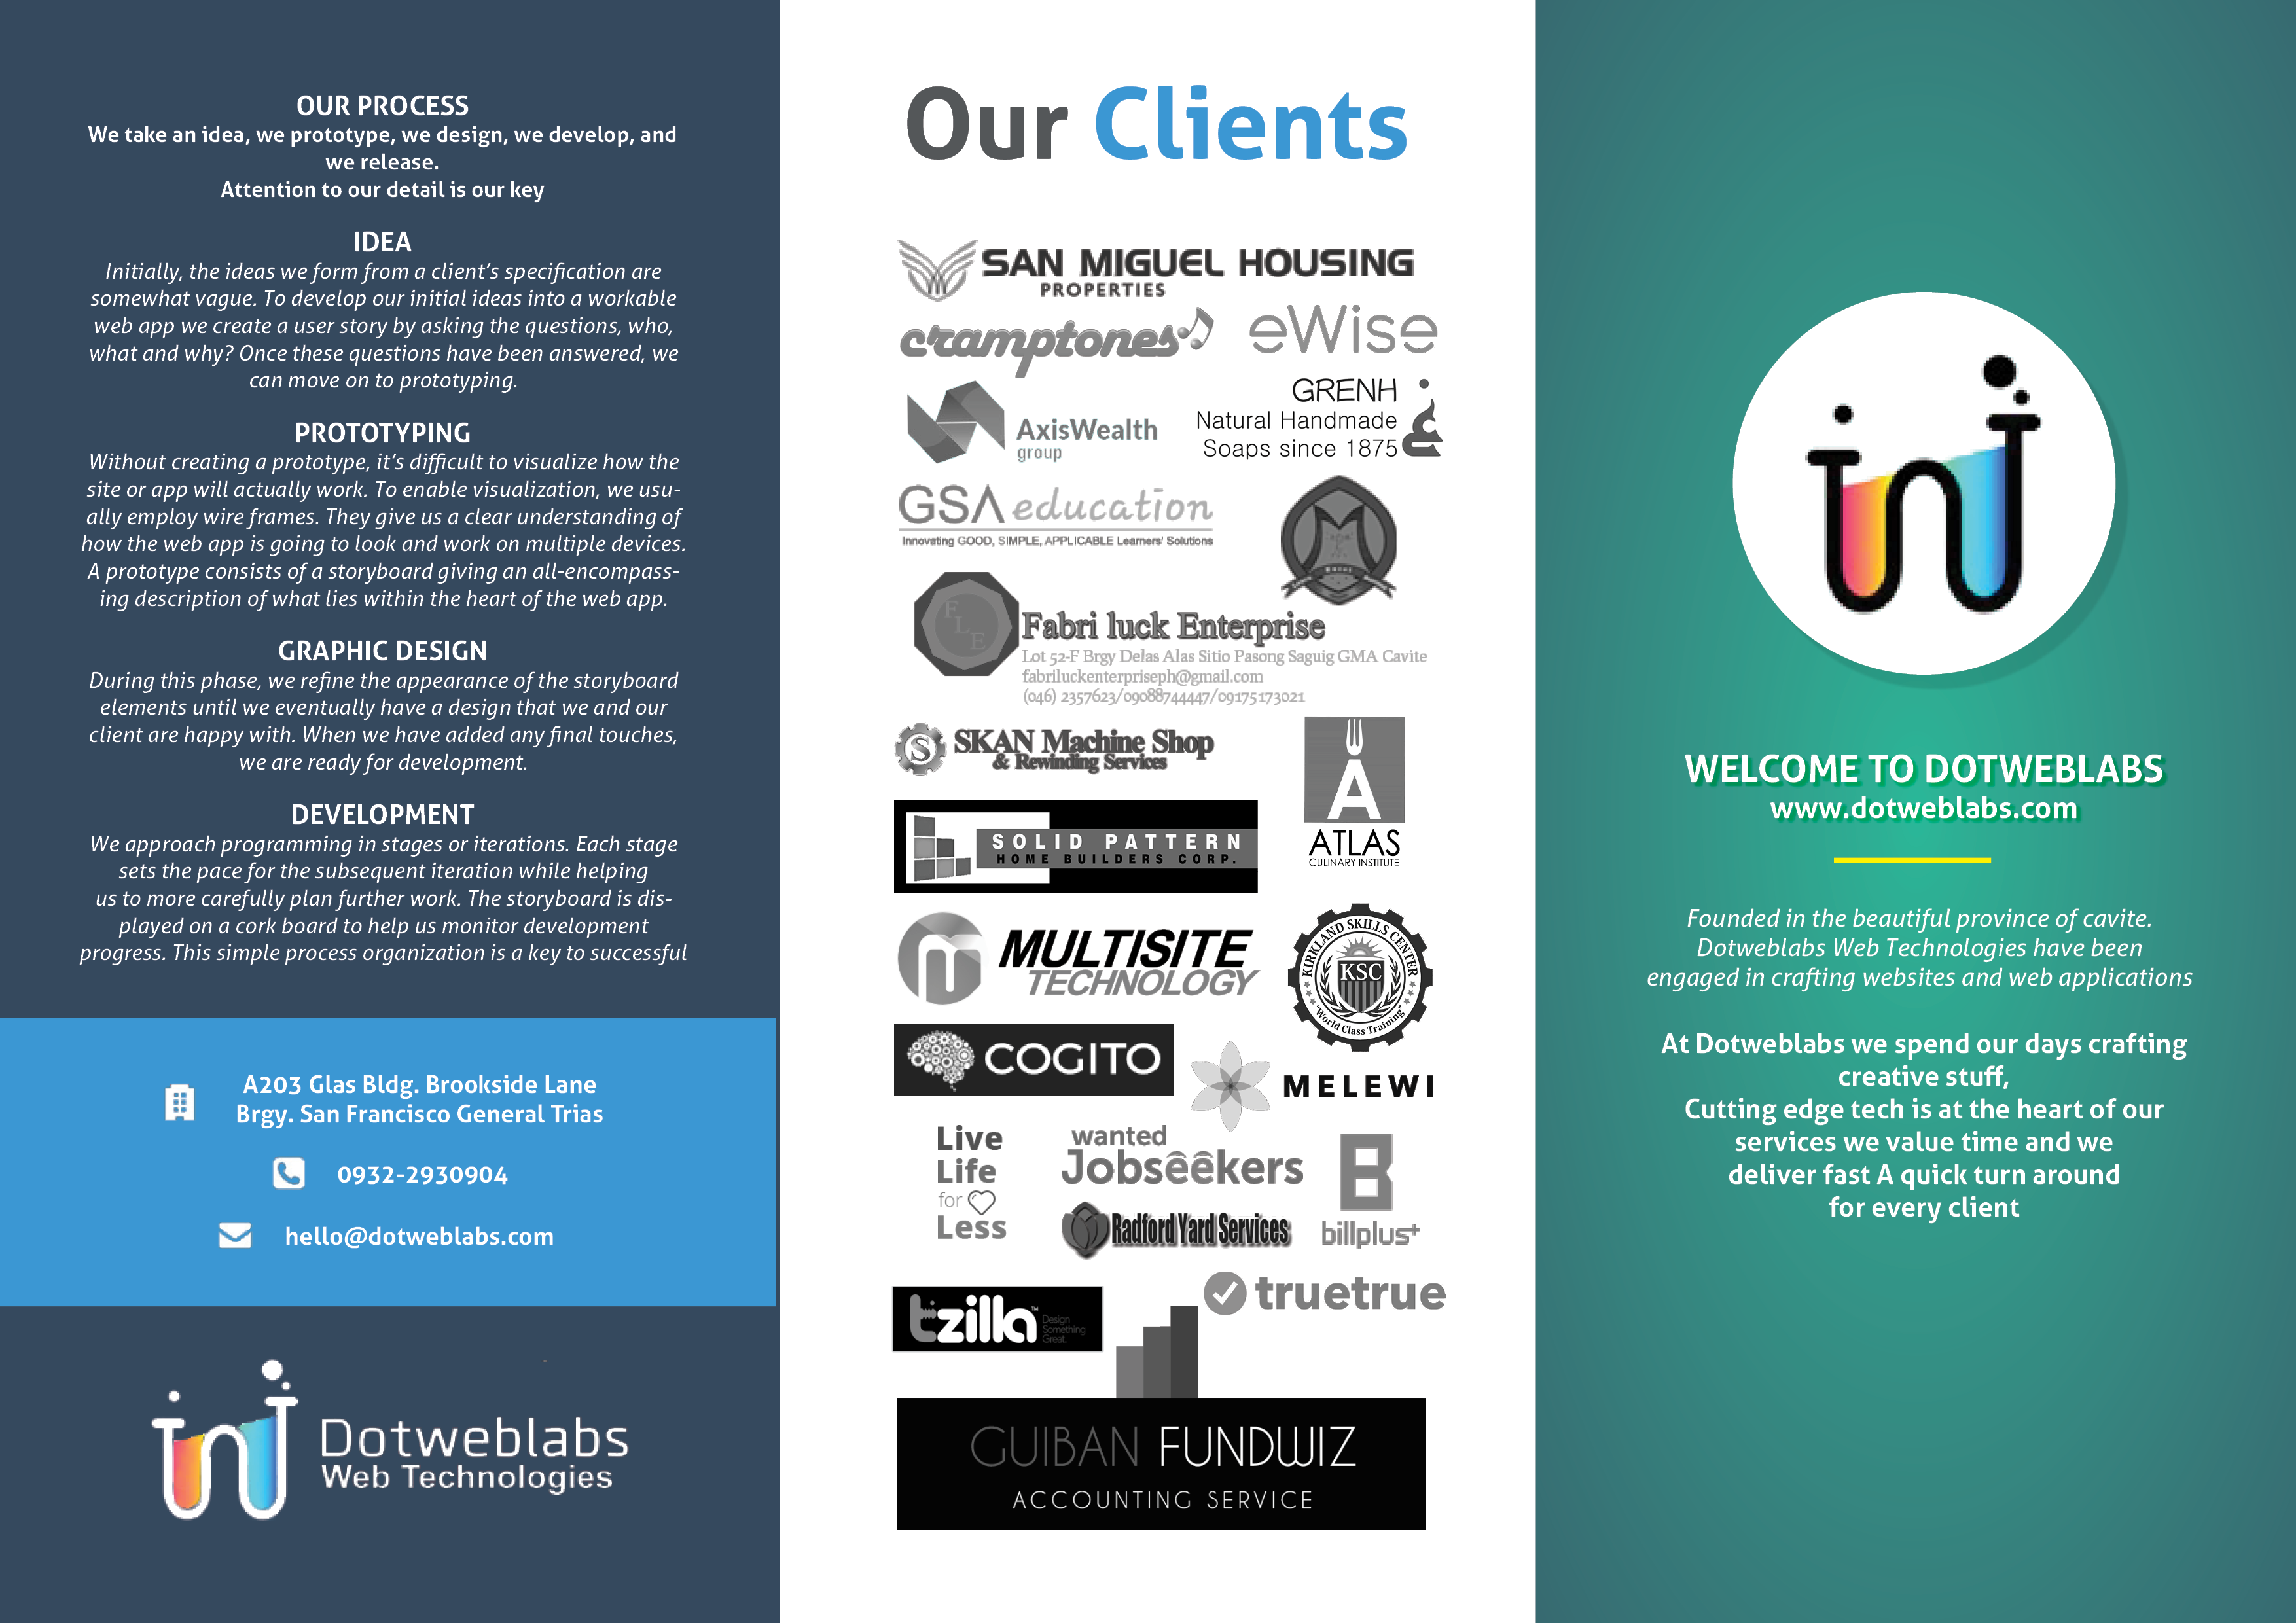 OUR PROCESS
We take an idea, we prototype, we design, we develop, and
we release.
Attention to our detail is our key
IDEA
Initially, the ideas we form from a client's specification are
somewhat vague. To develop our initial ideas into a workable
web app we create a user story by asking the questions, who,
what and why? Once these questions have been answered, we
can move on to prototyping.
PROTOTYPING
Without creating a prototype, it's difficult to visualize how the
site or app will actually work. To enable visualization, we usu-
ally employ wire frames. They give us a clear understanding of
how the web app is going to look and work on multiple devices.
A prototype consists of a storyboard giving an all-encompass-
ing description of what lies within the heart of the web app.
GRAPHIC DESIGN
During this phase, we refine the appearance of the storyboard
elements until we eventually have a design that we and our
client are happy with. When we have added any final touches,
we are ready for development.
DEVELOPMENT
We approach programming in stages or iterations. Each stage
sets the pace for the subsequent iteration while helping
us to more carefully plan further work. The storyboard is dis-
played on a cork board to help us monitor development
progress. This simple process organization is a key to successful
A203 Glas Bldg. Brookside Lane
Brgy. San Francisco General Trias
0932-2930904
hello@dotweblabs.com
Dotweblabs
Web Technologies
Our Clients
SAN MIGUEL HOUSING
PROPERTIES
cramptones
eWise
AxisWealth
group
GRENH
Natural Handmade
Soaps since 1875
GSA education
Innovating GOOD, SIMPLE, APPLICABLE Learners' Solutions
M
FLE
Fabri luck Enterprise
Lot 52-F Brgy Delas Alas Sitio Pasong Saguig GMA Cavite
fabriluckenterpriseph@gmail.com
(046) 2357623/09088744447/09175173021
S
SKAN Machine Shop
& Rewinding Services
A
ATLAS
CULINARY INSTITUTE
SOLID PATTERN
HOME BUILDERS CORP.
m
MULTISITE
TECHNOLOGY
KIRKLAND SKILLS CENTER
KSC
"World Class Training"
COGITO
MELEWI
Live
Life
for
Less
wanted
Jobsêêkers
Radford Yard Services
B
billplus+
tzilla™
Design
Something
Great.
truetrue
GUIBAN FUNDWIZ
ACCOUNTING SERVICE
WELCOME TO DOTWEBLABS
www.dotweblabs.com
Founded in the beautiful province of cavite.
Dotweblabs Web Technologies have been
engaged in crafting websites and web applications
At Dotweblabs we spend our days crafting
creative stuff,
Cutting edge tech is at the heart of our
services we value time and we
deliver fast A quick turn around
for every client